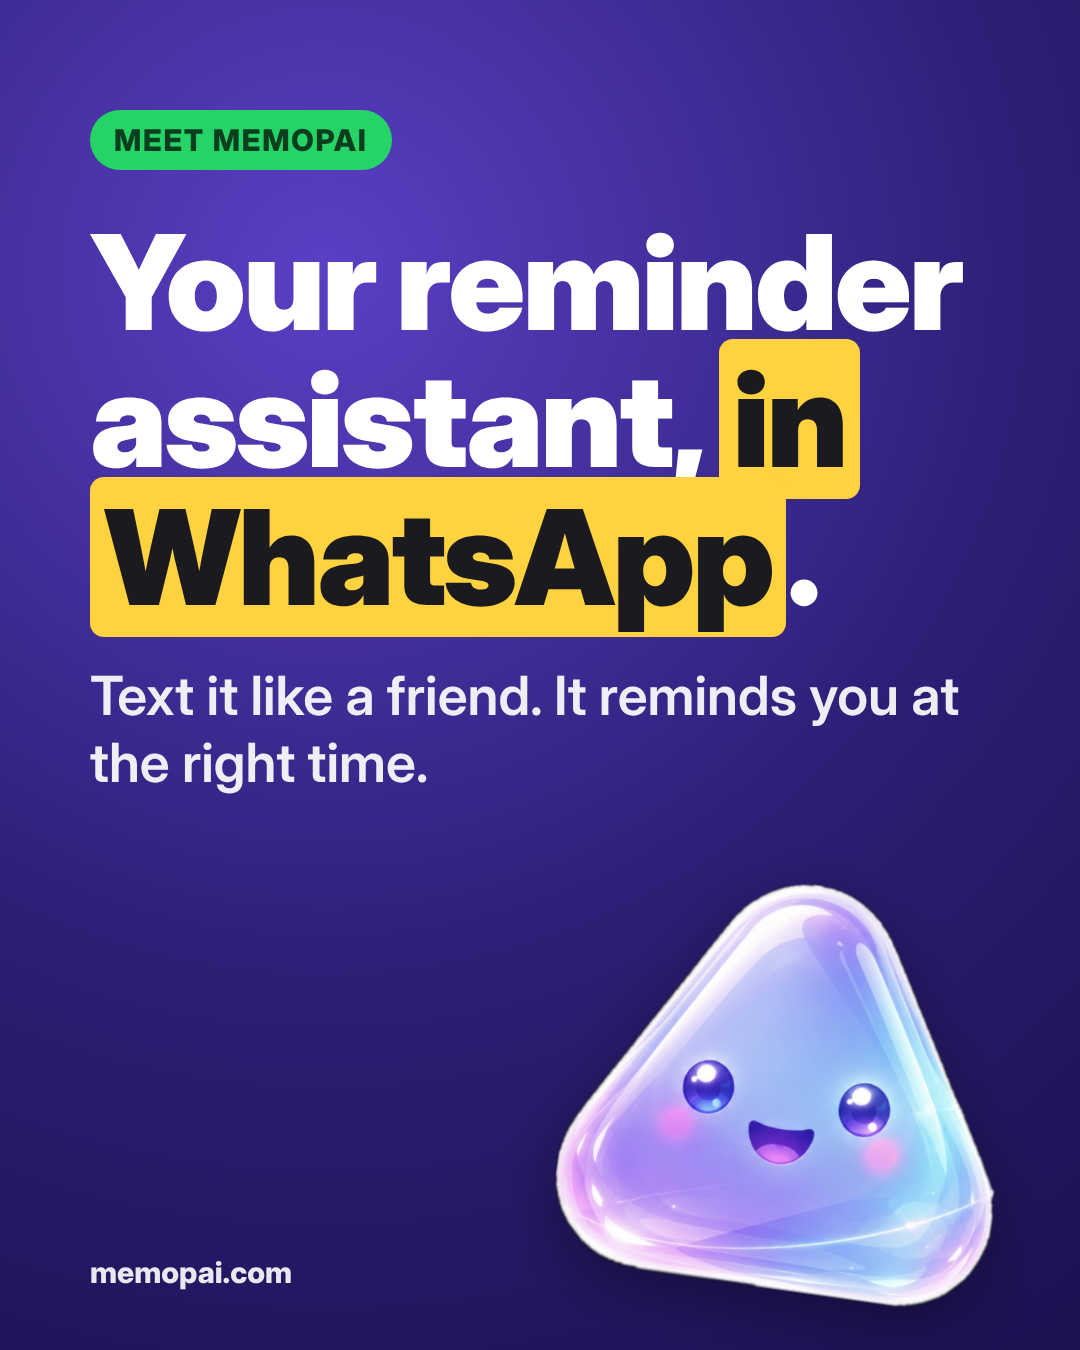 MEET MEMOPAI
Your reminder
assistant, in
WhatsApp.
Text it like a friend. It reminds you at
the right time.
memopai.com